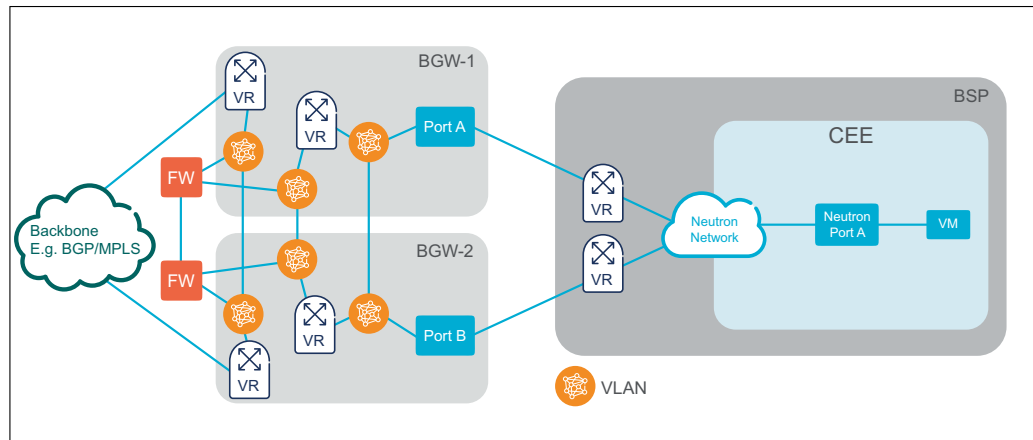 BGW-1
VR
VR
Port A
FW
Backbone
E.g. BGP/MPLS
FW
BGW-2
VR
VR
Port B
BSP
CEE
VR
VR
Neutron
Network
Neutron
Port A
VM
VLAN